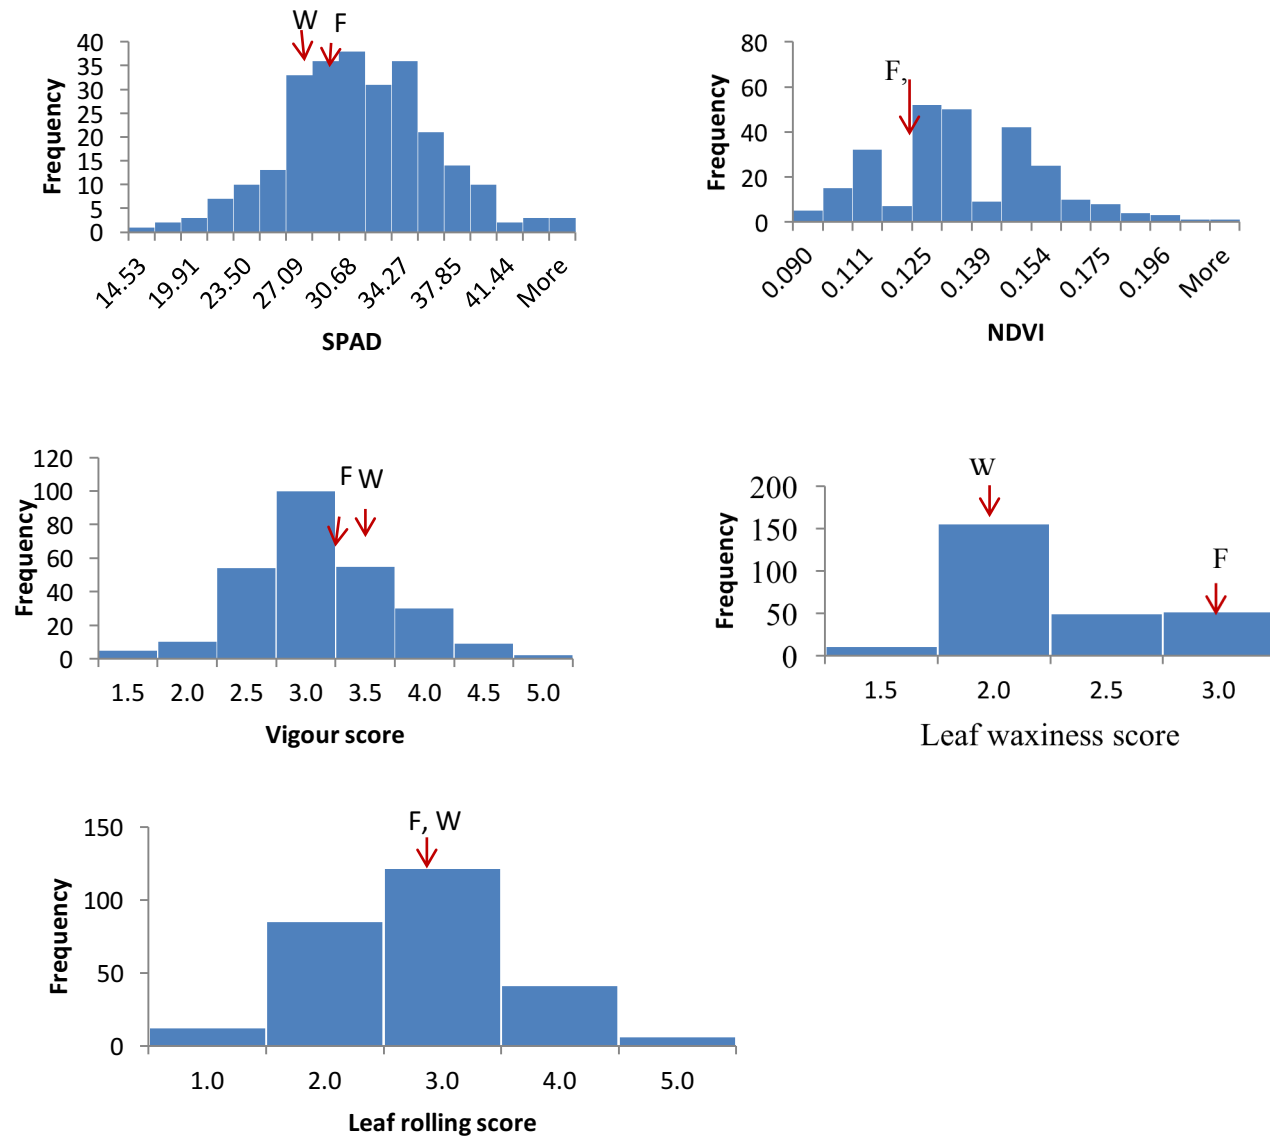 W F
40
35
30
25
20
15
10
5
0
Frequency
14.53 19.91 23.50 27.09 30.68 34.27 37.85 41.44 More
SPAD
F,
80
60
40
20
0
Frequency
0.090 0.111 0.125 0.139 0.154 0.175 0.196 More
NDVI
F W
120
100
80
60
40
20
0
Frequency
1.5 2.0 2.5 3.0 3.5 4.0 4.5 5.0
Vigour score
W
F
200
150
100
50
0
Frequency
1.5 2.0 2.5 3.0
Leaf waxiness score
F, W
150
100
50
0
Frequency
1.0 2.0 3.0 4.0 5.0
Leaf rolling score